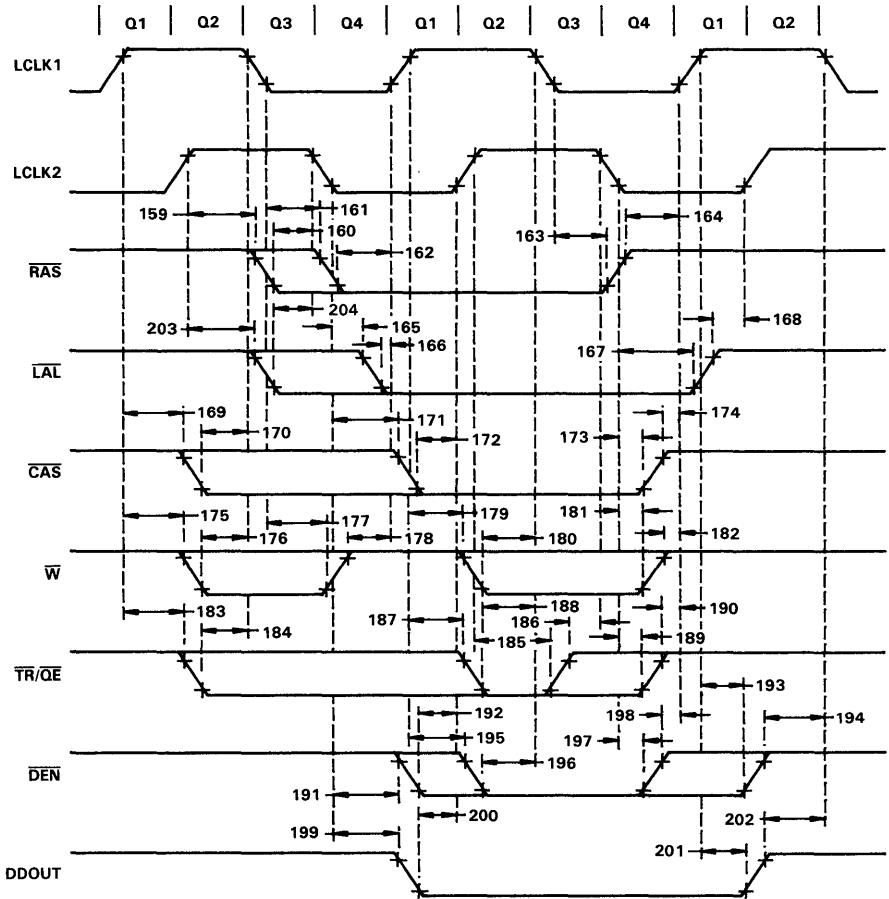 Q1 Q2 Q3 Q4 Q1 Q2 Q3 Q4 Q1 Q2
LCLK1
LCLK2
159 161 164
160 163
162
RAS
204
203 165 168
166 167
LAL
169 171 174
170 172 173
CAS
175 177 179 181
176 178 180 182
W
183 187 188 186 190
184 185 189
TR/QE
193
192 198 194
195 197
DEN 196
191
200 202
199
201
DDOUT